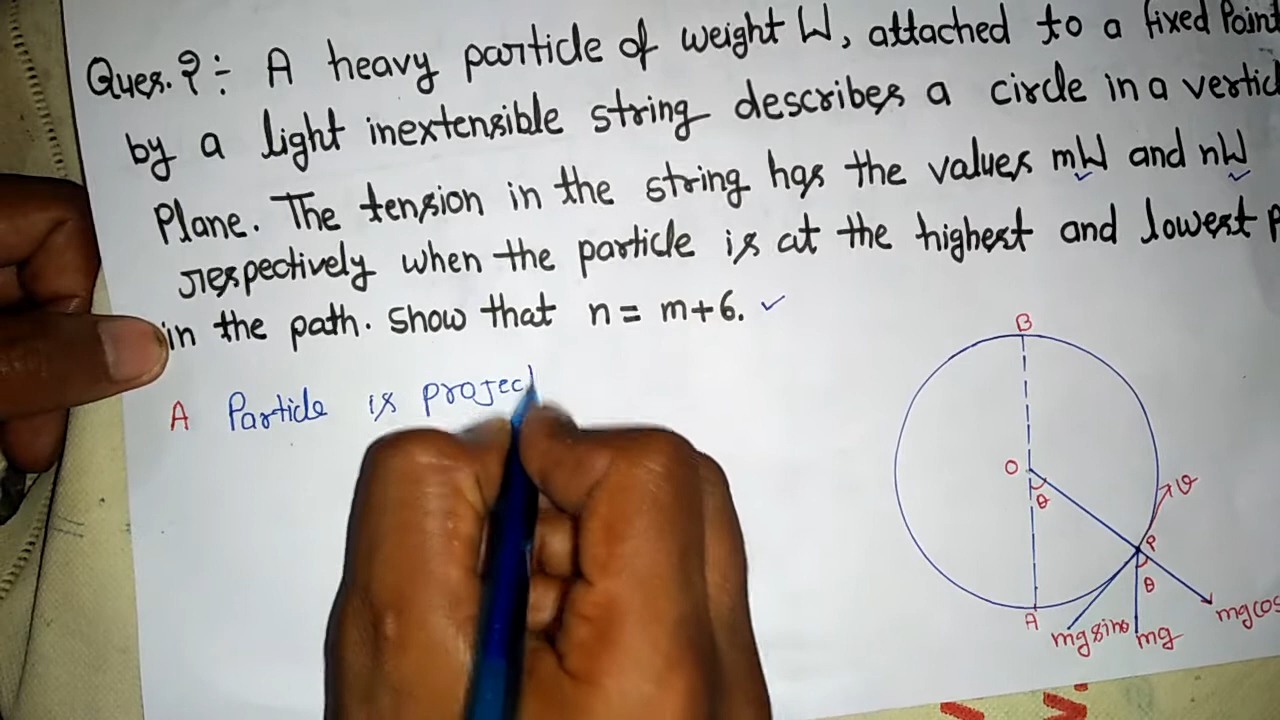 Ques.?:- A heavy particle of weight W, attached to a fixed Point
by a light inextensible string describes a circle in a vertic
Plane. The tension in the string has the values mW and nW
respectively when the particle is at the highest and lowest p
in the path. Show that n = m+6.
A Particle is project
B
O
θ
v
P
θ
A
mg sinθ
mg
mg cos